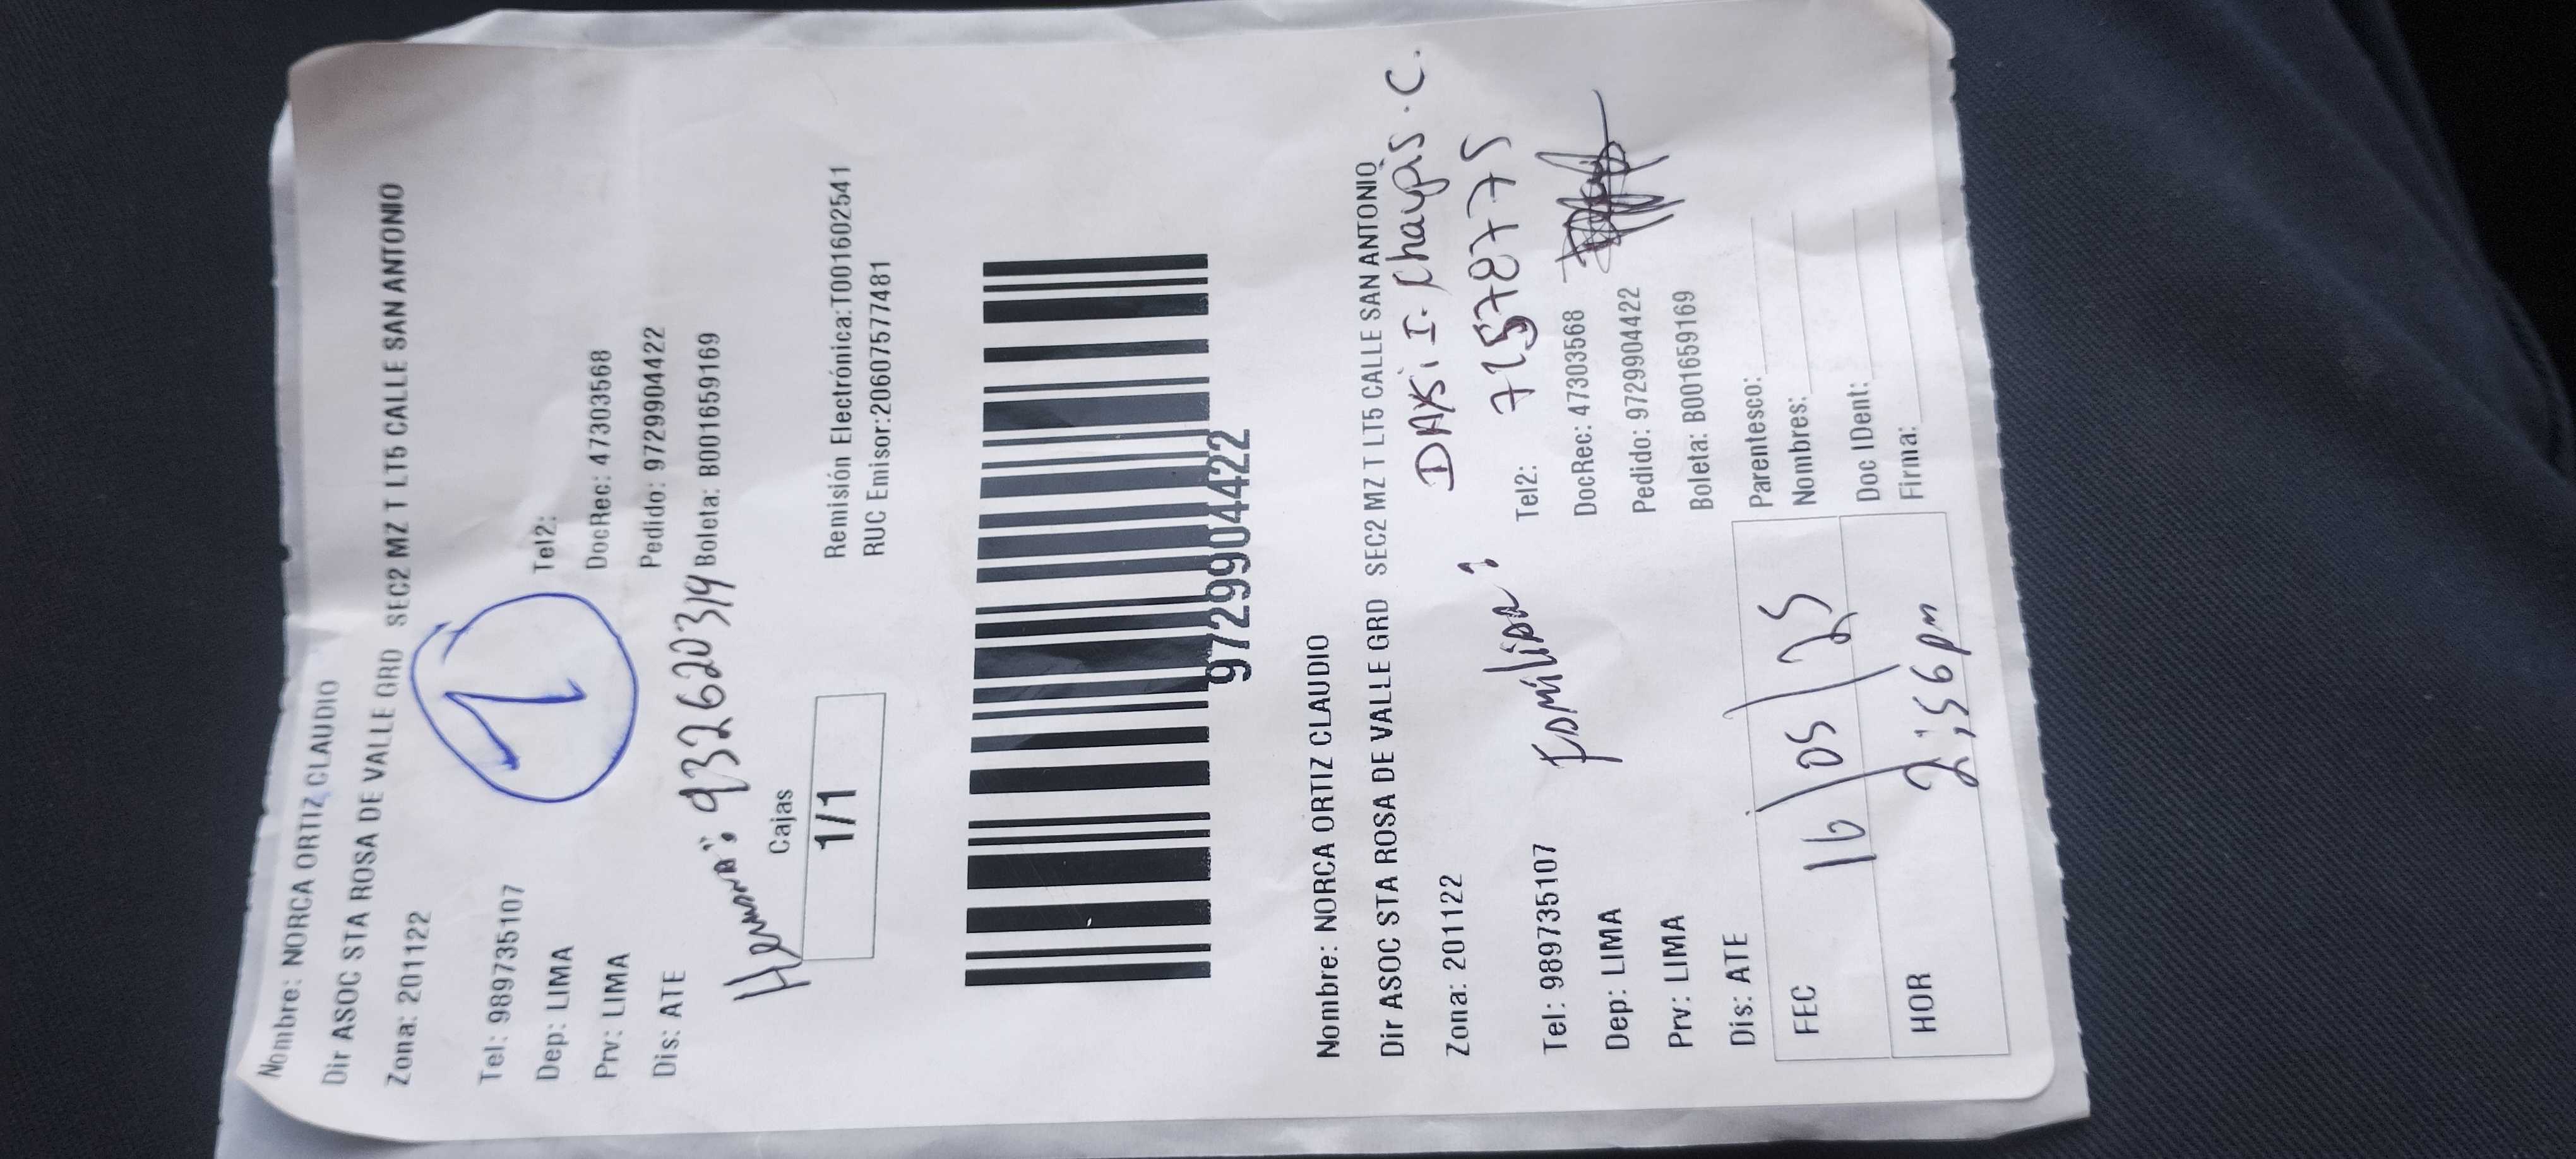 Nombre: NORCA ORTIZ CLAUDIO
Dir ASOC STA ROSA DE VALLE GRD SEC2 MZ T LT5 CALLE SAN ANTONIO
Zona: 201122
1
Tel: 989735107 Tel2:
Dep: LIMA DocRec: 47303568
Prv: LIMA Pedido: 9729904422
Dis: ATE Boleta: B001659169
Hermana: 932620319
Cajas
1/1
Remisión Electrónica:T001602541
RUC Emisor:20607577481
9729904422
Nombre: NORCA ORTIZ CLAUDIO
Dir ASOC STA ROSA DE VALLE GRD SEC2 MZ T LT5 CALLE SAN ANTONIO
Zona: 201122
I. Chaupis. C.
familiar:
Tel: 989735107 Tel2:
Dep: LIMA DocRec: 47303568
Prv: LIMA Pedido: 9729904422
Dis: ATE Boleta: B001659169
FEC 16/05/25
HOR 2:56pm
Parentesco:
Nombres:
Doc IDent:
Firma: